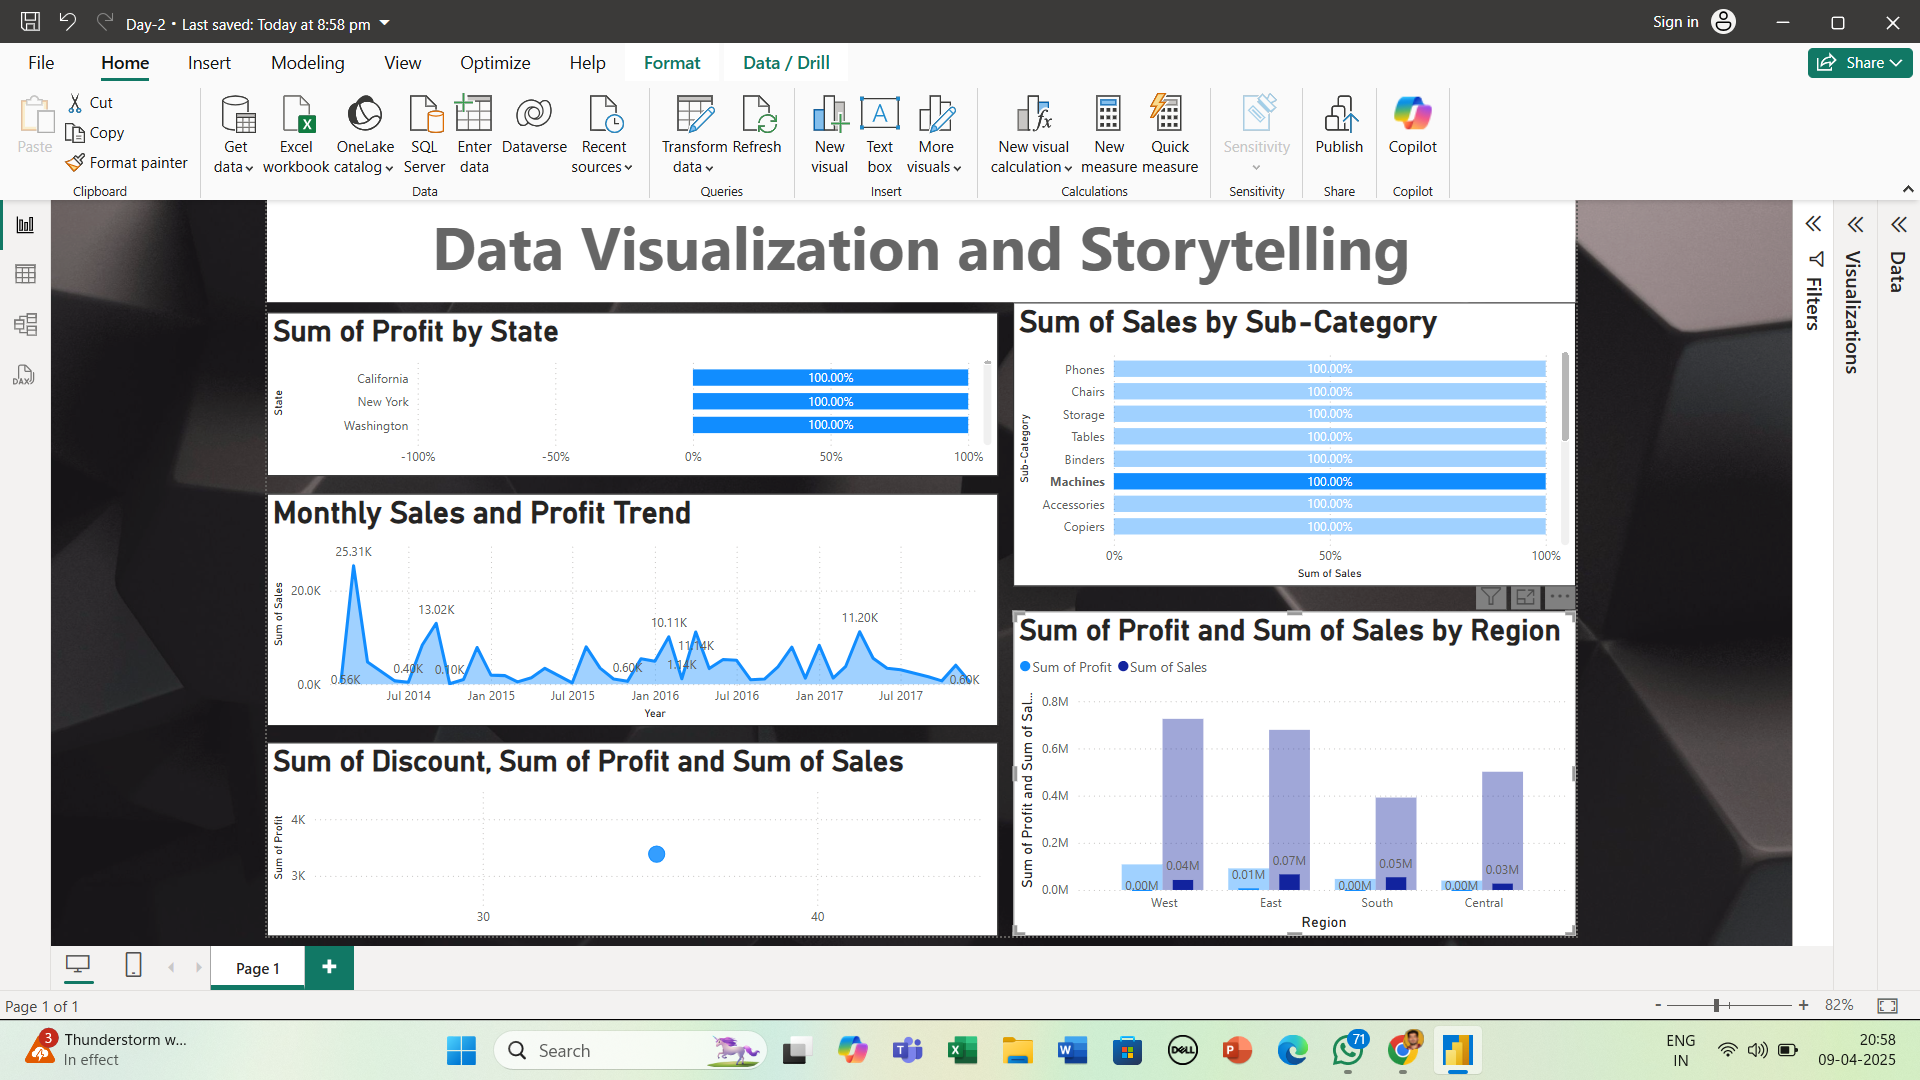 Day-2 • Last saved: Today at 8:58 pm
Sign in
File Home Insert Modeling View Optimize Help Format Data / Drill
Share
Paste
Cut
Copy
Format painter
Clipboard
Get data
Excel workbook
OneLake catalog
SQL Server
Enter data
Dataverse
Recent sources
Data
Transform data
Refresh
Queries
New visual
Text box
More visuals
Insert
New visual calculation
New measure
Quick measure
Calculations
Sensitivity
Sensitivity
Publish
Share
Copilot
Copilot
Data Visualization and Storytelling
Sum of Profit by State
State
California 100.00%
New York 100.00%
Washington 100.00%
-100% -50% 0% 50% 100%
Monthly Sales and Profit Trend
Sum of Sales
20.0K
0.0K
25.31K
13.02K
0.56K
0.40K
0.10K
0.60K
10.11K
11.14K
1.14K
11.20K
0.60K
Jul 2014 Jan 2015 Jul 2015 Jan 2016 Jul 2016 Jan 2017 Jul 2017
Year
Sum of Discount, Sum of Profit and Sum of Sales
Sum of Profit
4K
3K
30 40
Sum of Sales by Sub-Category
Sub-Category
Phones 100.00%
Chairs 100.00%
Storage 100.00%
Tables 100.00%
Binders 100.00%
Machines 100.00%
Accessories 100.00%
Copiers 100.00%
0% 50% 100%
Sum of Sales
Sum of Profit and Sum of Sales by Region
Sum of Profit Sum of Sales
Sum of Profit and Sum of Sal...
0.8M
0.6M
0.4M
0.2M
0.0M
0.00M 0.04M 0.01M 0.07M 0.00M 0.05M 0.00M 0.03M
West East South Central
Region
Filters
Visualizations
Data
Page 1
Page 1 of 1
- + 82%
3
Thunderstorm w...
In effect
Search
DELL
71
ENG
IN
20:58
09-04-2025